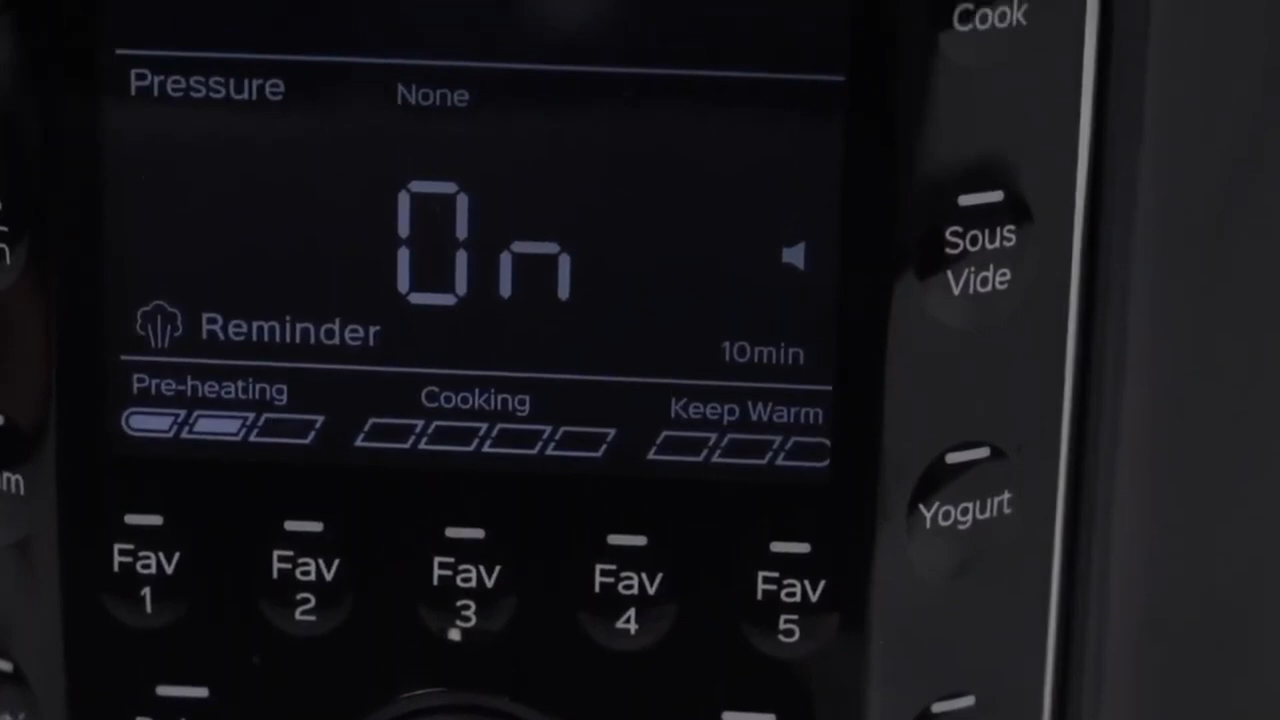 Cook
Pressure None
On
Sous
Vide
Reminder
10min
Pre-heating Cooking Keep Warm
Yogurt
Fav Fav Fav Fav Fav
1 2 3 4 5